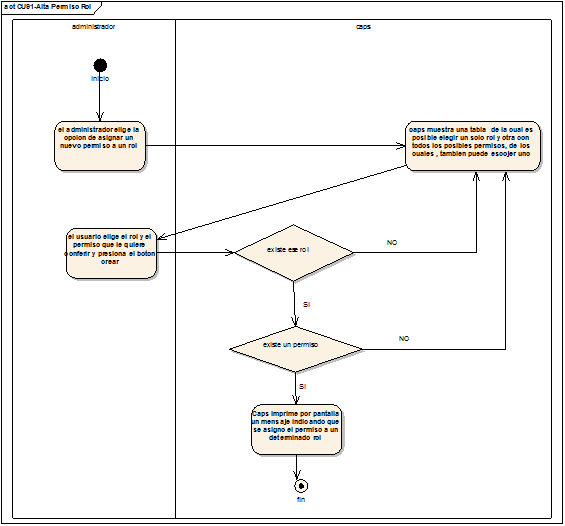 act CU91-Alta Permiso Rol
administrador
caps
inicio
el administrador elige la
opcion de asignar un
nuevo permiso a un rol
caps muestra una tabla de la cual es
posible elegir un solo rol y otra con
todos los posibles permisos, de los
cuales , tambien puede escojer uno
el usuario elige el rol y el
permiso que le quiere
conferir y presiona el boton
crear
existe ese rol
NO
SI
existe un permiso
NO
SI
Caps imprime por pantalla
un mensaje indicando que
se asigno el permiso a un
determinado rol
fin